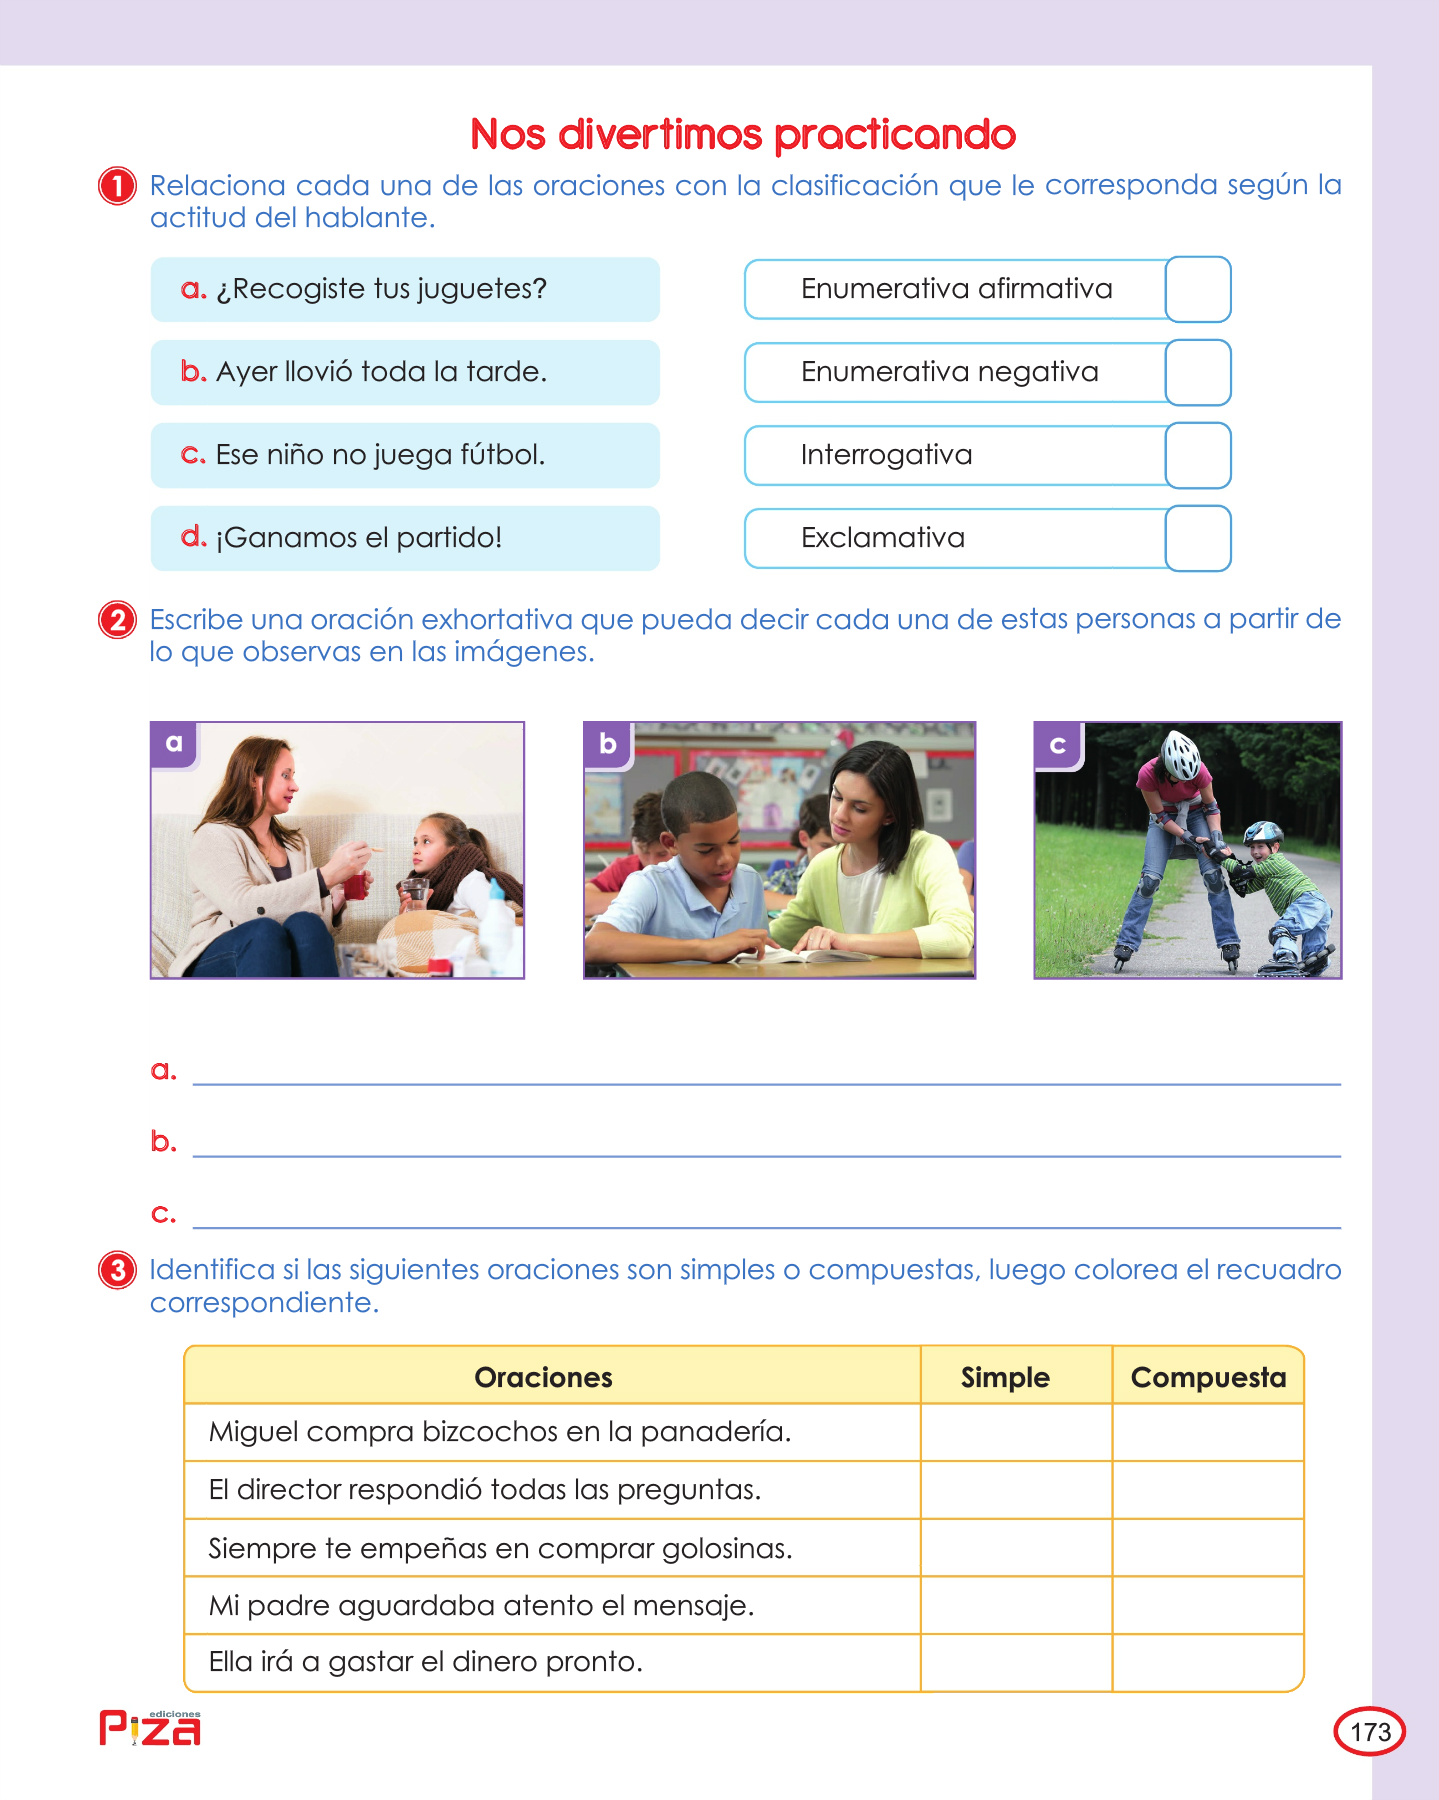 Nos divertimos practicando
1 Relaciona cada una de las oraciones con la clasificación que le corresponda según la
actitud del hablante.
a. ¿Recogiste tus juguetes?
Enumerativa afirmativa
b. Ayer llovió toda la tarde.
Enumerativa negativa
c. Ese niño no juega fútbol.
Interrogativa
d. ¡Ganamos el partido!
Exclamativa
2 Escribe una oración exhortativa que pueda decir cada una de estas personas a partir de
lo que observas en las imágenes.
a
b
c
a.
b.
c.
3 Identifica si las siguientes oraciones son simples o compuestas, luego colorea el recuadro
correspondiente.
Oraciones Simple Compuesta
Miguel compra bizcochos en la panadería.
El director respondió todas las preguntas.
Siempre te empeñas en comprar golosinas.
Mi padre aguardaba atento el mensaje.
Ella irá a gastar el dinero pronto.
ediciones
Piza
173